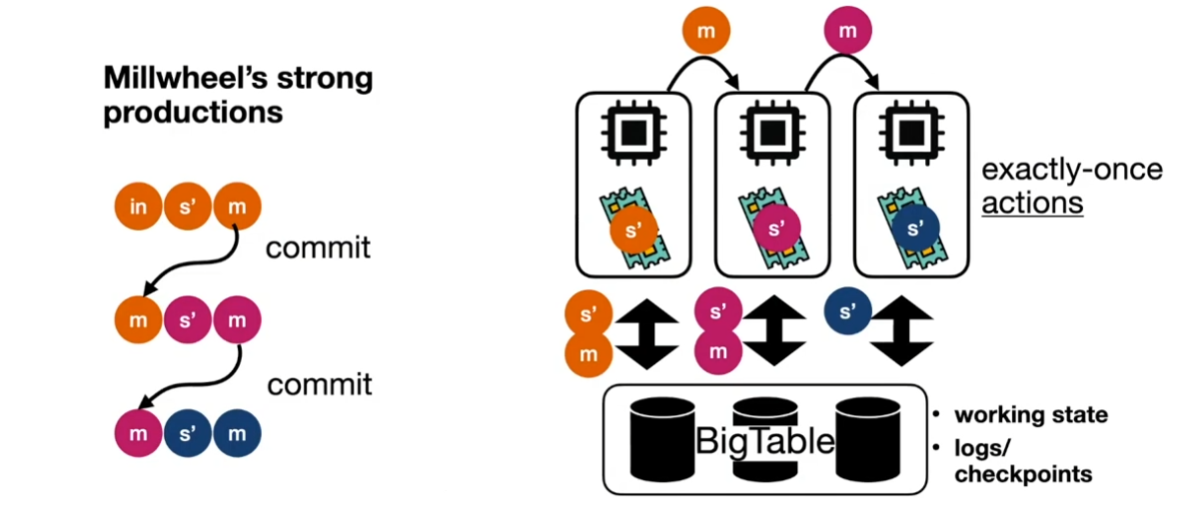 Millwheel's strong
productions
in s' m
commit
m s' m
commit
m s' m
m m
s' s' s'
exactly-once
actions
s' s' s'
m m
BigTable
• working state
• logs/
checkpoints